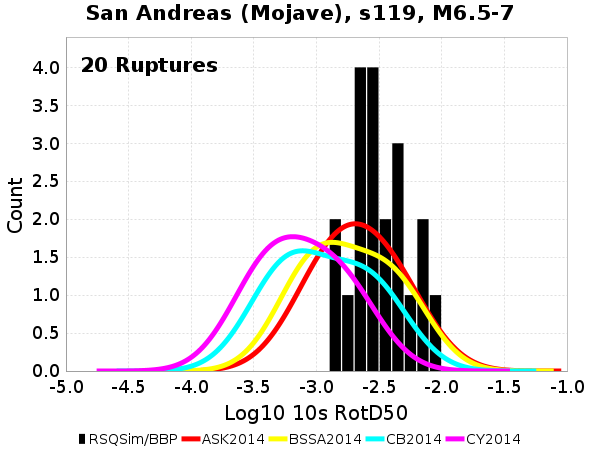 San Andreas (Mojave), s119, M6.5-7
20 Ruptures
Count
4.0
3.5
3.0
2.5
2.0
1.5
1.0
0.5
0.0
-5.0 -4.5 -4.0 -3.5 -3.0 -2.5 -2.0 -1.5 -1.0
Log10 10s RotD50
RSQSim/BBP ASK2014 BSSA2014 CB2014 CY2014